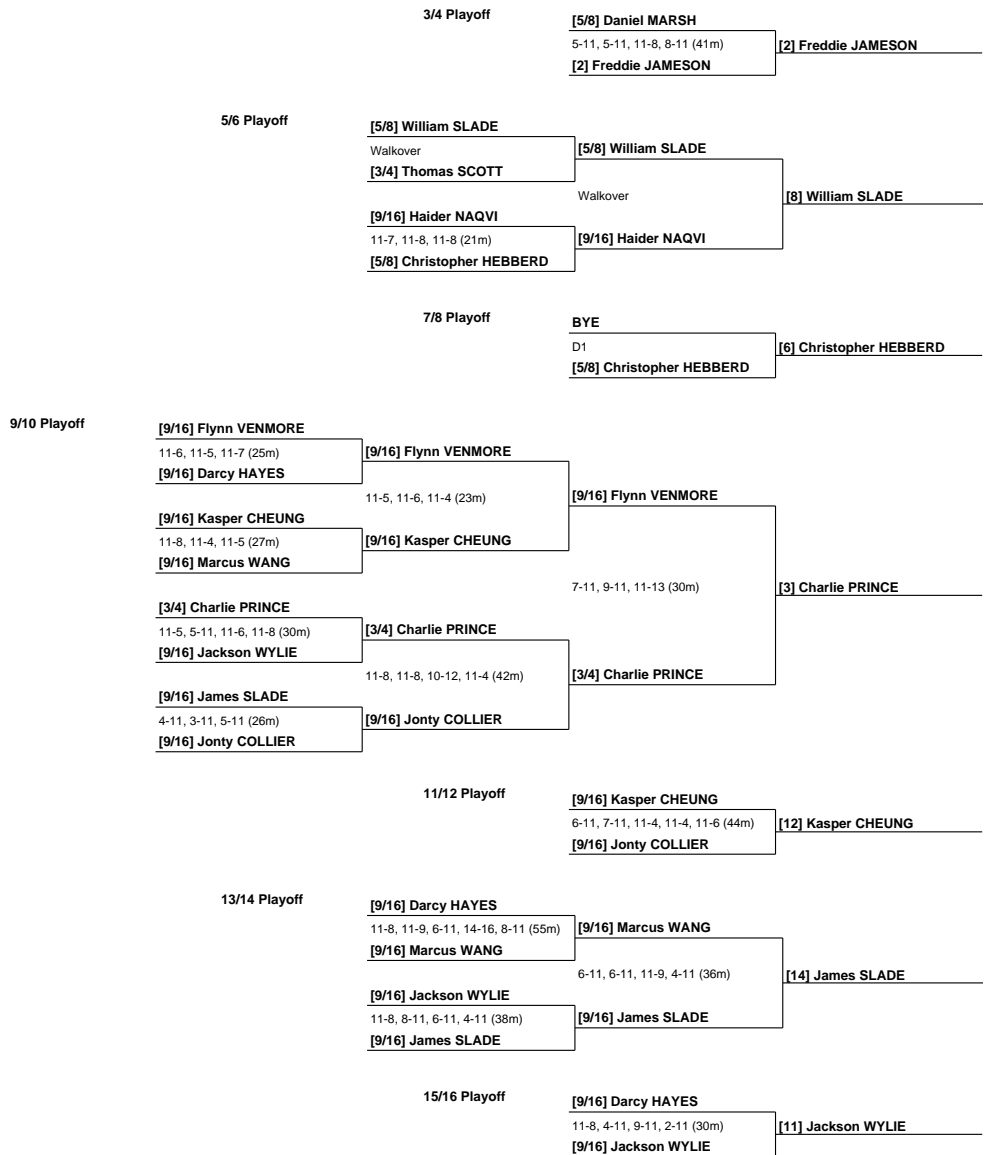 3/4 Playoff
[5/8] Daniel MARSH
5-11, 5-11, 11-8, 8-11 (41m)
[2] Freddie JAMESON
[2] Freddie JAMESON
5/6 Playoff
[5/8] William SLADE
Walkover
[5/8] William SLADE
[3/4] Thomas SCOTT
Walkover
[8] William SLADE
[9/16] Haider NAQVI
11-7, 11-8, 11-8 (21m)
[9/16] Haider NAQVI
[5/8] Christopher HEBBERD
7/8 Playoff
BYE
D1
[6] Christopher HEBBERD
[5/8] Christopher HEBBERD
9/10 Playoff
[9/16] Flynn VENMORE
11-6, 11-5, 11-7 (25m)
[9/16] Flynn VENMORE
[9/16] Darcy HAYES
11-5, 11-6, 11-4 (23m)
[9/16] Flynn VENMORE
[9/16] Kasper CHEUNG
11-8, 11-4, 11-5 (27m)
[9/16] Kasper CHEUNG
[9/16] Marcus WANG
7-11, 9-11, 11-13 (30m)
[3] Charlie PRINCE
[3/4] Charlie PRINCE
11-5, 5-11, 11-6, 11-8 (30m)
[3/4] Charlie PRINCE
[9/16] Jackson WYLIE
11-8, 11-8, 10-12, 11-4 (42m)
[3/4] Charlie PRINCE
[9/16] James SLADE
4-11, 3-11, 5-11 (26m)
[9/16] Jonty COLLIER
[9/16] Jonty COLLIER
11/12 Playoff
[9/16] Kasper CHEUNG
6-11, 7-11, 11-4, 11-4, 11-6 (44m)
[12] Kasper CHEUNG
[9/16] Jonty COLLIER
13/14 Playoff
[9/16] Darcy HAYES
11-8, 11-9, 6-11, 14-16, 8-11 (55m)
[9/16] Marcus WANG
[9/16] Marcus WANG
6-11, 6-11, 11-9, 4-11 (36m)
[14] James SLADE
[9/16] Jackson WYLIE
11-8, 8-11, 6-11, 4-11 (38m)
[9/16] James SLADE
[9/16] James SLADE
15/16 Playoff
[9/16] Darcy HAYES
11-8, 4-11, 9-11, 2-11 (30m)
[11] Jackson WYLIE
[9/16] Jackson WYLIE